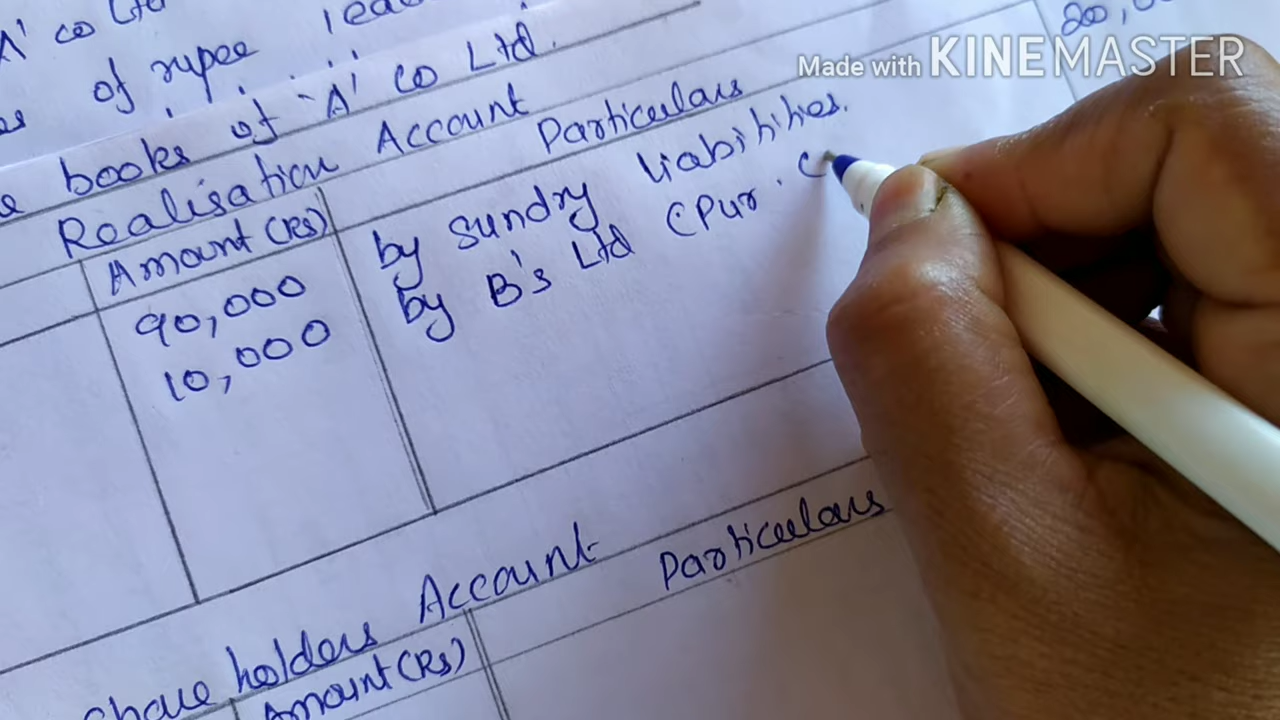 A' co Ltd
of rupee
Made with KINEMASTER
books of 'A' co Ltd.
Realisation Account
Amount (RS) Particulars
90,000 by sundry liabilities.
10,000 by B's Ltd (Pur. C
Share holders Account
Amount (Rs) Particulars